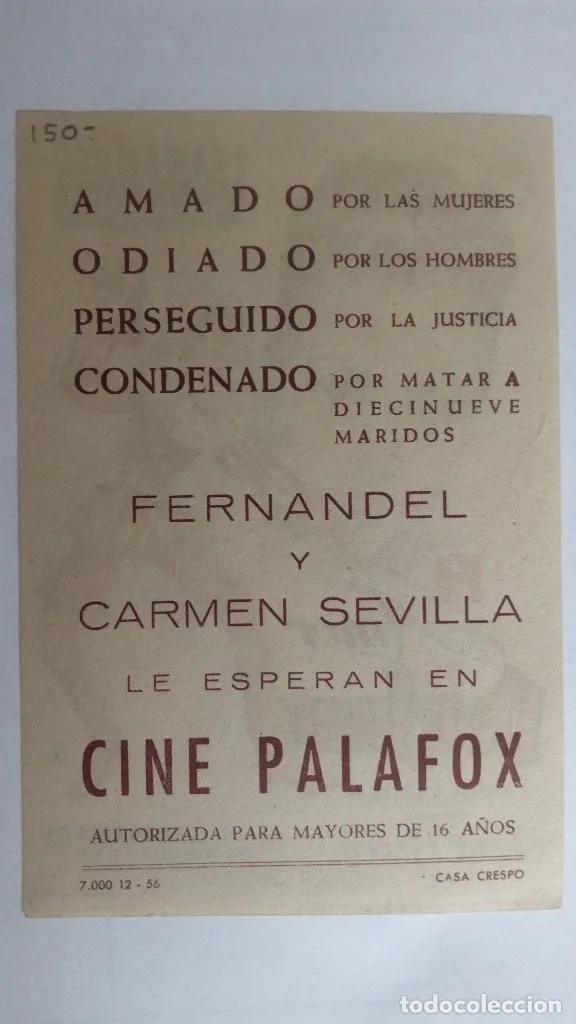 150-
AMADO POR LAS MUJERES
ODIADO POR LOS HOMBRES
PERSEGUIDO POR LA JUSTICIA
CONDENADO POR MATAR A
DIECINUEVE
MARIDOS
FERNANDEL
Y
CARMEN SEVILLA
LE ESPERAN EN
CINE PALAFOX
AUTORIZADA PARA MAYORES DE 16 AÑOS
7.000 12 - 56 CASA CRESPO
todocoleccion